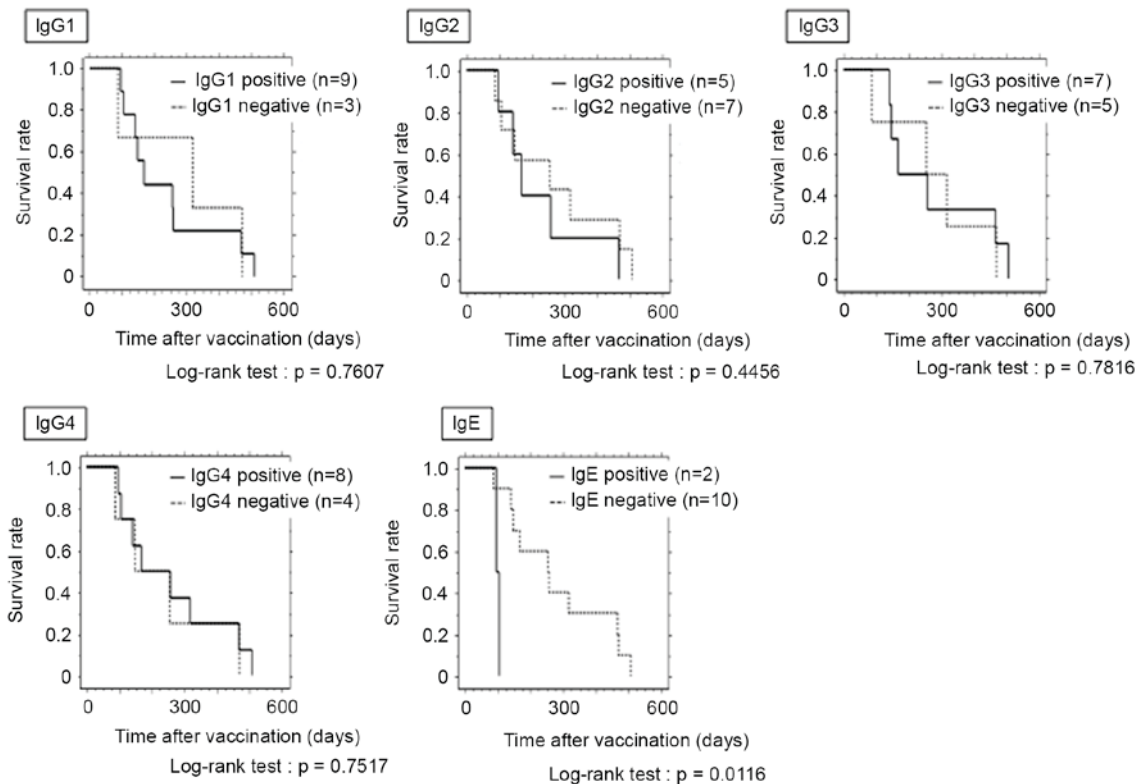 IgG1
IgG1 positive (n=9)
IgG1 negative (n=3)
Survival rate
1.0
0.8
0.6
0.4
0.2
0
0 300 600
Time after vaccination (days)
Log-rank test : p = 0.7607
IgG2
IgG2 positive (n=5)
IgG2 negative (n=7)
Survival rate
1.0
0.8
0.6
0.4
0.2
0
0 300 600
Time after vaccination (days)
Log-rank test : p = 0.4456
IgG3
IgG3 positive (n=7)
IgG3 negative (n=5)
Survival rate
1.0
0.8
0.6
0.4
0.2
0
0 300 600
Time after vaccination (days)
Log-rank test : p = 0.7816
IgG4
IgG4 positive (n=8)
IgG4 negative (n=4)
Survival rate
1.0
0.8
0.6
0.4
0.2
0
0 300 600
Time after vaccination (days)
Log-rank test : p = 0.7517
IgE
IgE positive (n=2)
IgE negative (n=10)
Survival rate
1.0
0.8
0.6
0.4
0.2
0
0 300 600
Time after vaccination (days)
Log-rank test : p = 0.0116